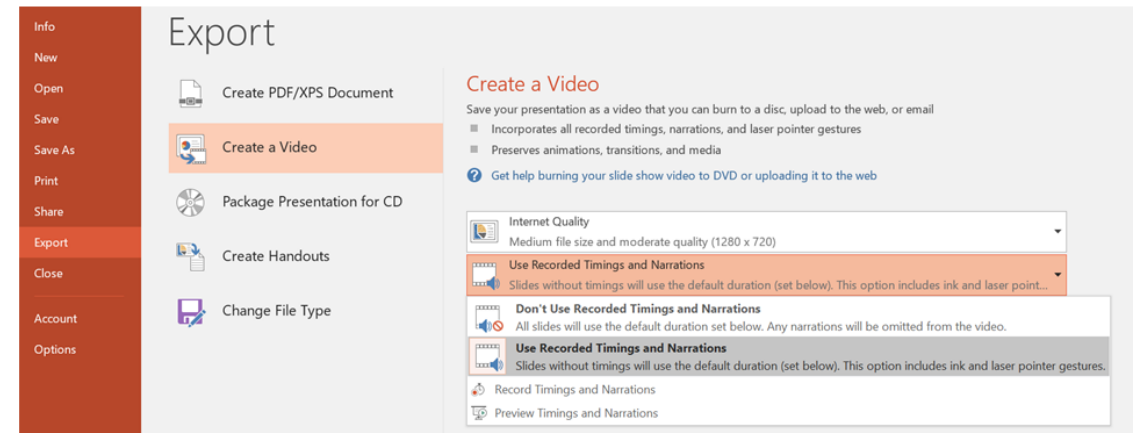 Info
New
Open
Save
Save As
Print
Share
Export
Close
Account
Options
Export
Create PDF/XPS Document
Create a Video
Package Presentation for CD
Create Handouts
Change File Type
Create a Video
Save your presentation as a video that you can burn to a disc, upload to the web, or email
Incorporates all recorded timings, narrations, and laser pointer gestures
Preserves animations, transitions, and media
Get help burning your slide show video to DVD or uploading it to the web
Internet Quality
Medium file size and moderate quality (1280 x 720)
Use Recorded Timings and Narrations
Slides without timings will use the default duration (set below). This option includes ink and laser point...
Don't Use Recorded Timings and Narrations
All slides will use the default duration set below. Any narrations will be omitted from the video.
Use Recorded Timings and Narrations
Slides without timings will use the default duration (set below). This option includes ink and laser pointer gestures.
Record Timings and Narrations
Preview Timings and Narrations